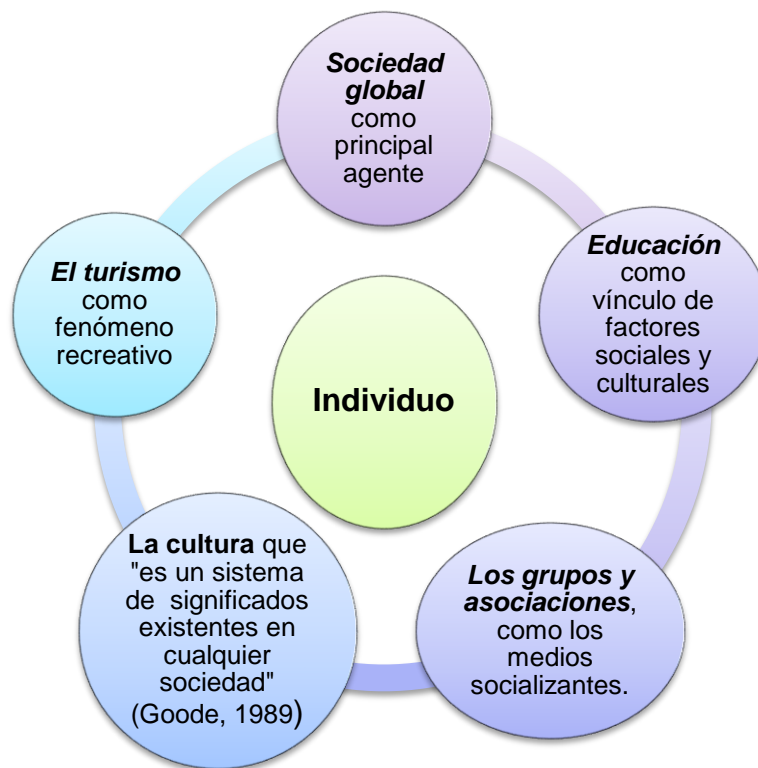 Sociedad
global
como
principal
agente
Educación
como
vínculo de
factores
sociales y
culturales
Los grupos y
asociaciones,
como los
medios
socializantes.
La cultura que
"es un sistema
de significados
existentes en
cualquier
sociedad"
(Goode, 1989)
El turismo
como
fenómeno
recreativo
Individuo